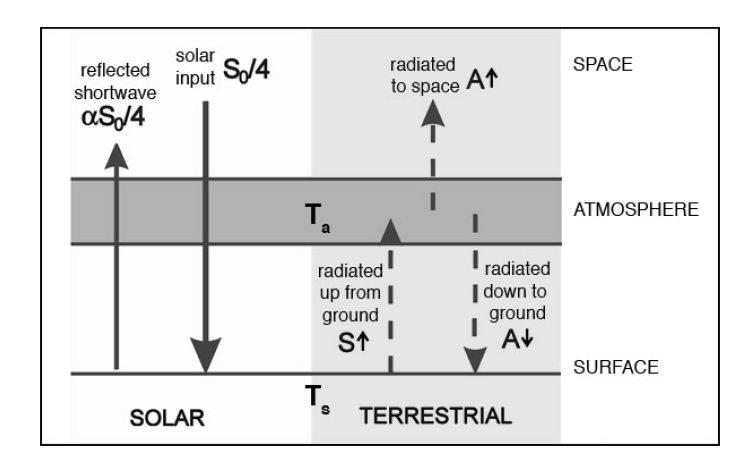 reflected
shortwave
αS₀/4
solar
input S₀/4
radiated
to space A↑
SPACE
Tₐ
ATMOSPHERE
radiated
up from
ground
S↑
radiated
down to
ground
A↓
SURFACE
Tₛ
SOLAR
TERRESTRIAL